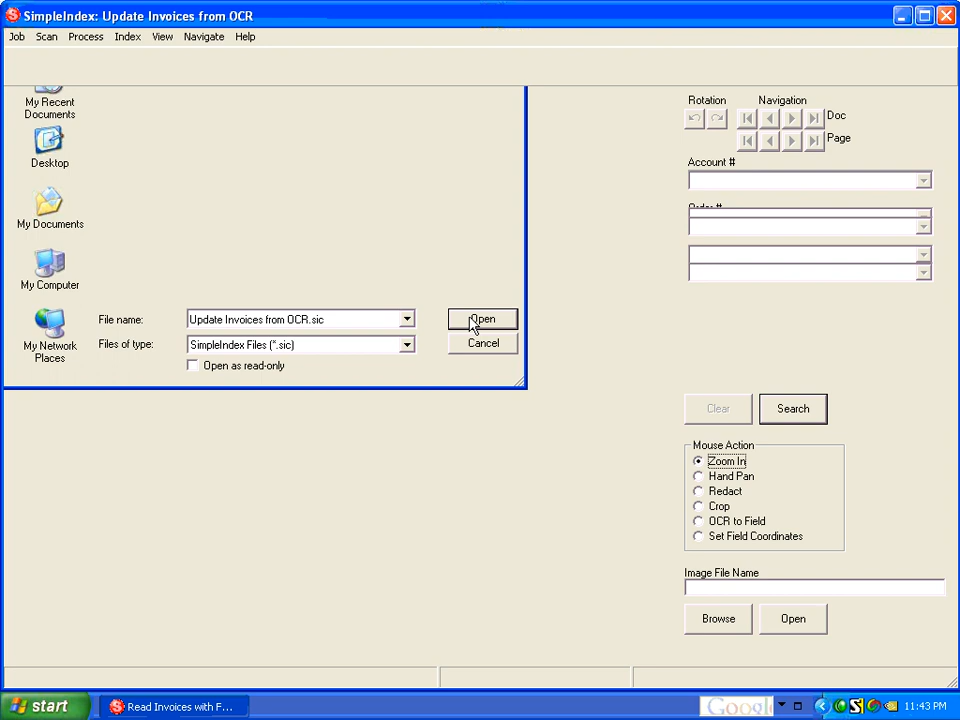 SimpleIndex: Update Invoices from OCR
Job Scan Process Index View Navigate Help
My Recent
Documents
Desktop
My Documents
My Computer
My Network
Places
File name:
Update Invoices from OCR.sic
Open
Files of type:
SimpleIndex Files (*.sic)
Cancel
Open as read-only
Rotation
Navigation
Doc
Page
Account #
Order #
Clear
Search
Mouse Action
Zoom In
Hand Pan
Redact
Crop
OCR to Field
Set Field Coordinates
Image File Name
Browse
Open
start
Read Invoices with F...
Google
11:43 PM